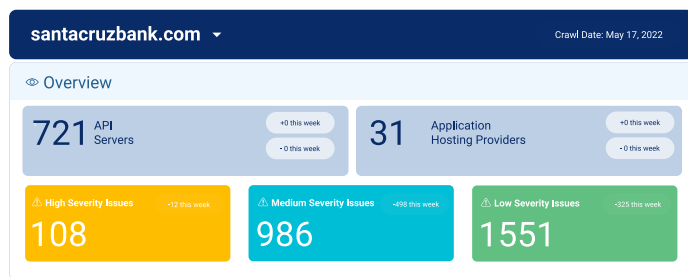 santacruzbank.com
Crawl Date: May 17, 2022
Overview
721 API Servers
+0 this week
- 0 this week
31 Application Hosting Providers
+0 this week
- 0 this week
High Severity Issues
-12 this week
108
Medium Severity Issues
-498 this week
986
Low Severity Issues
-325 this week
1551